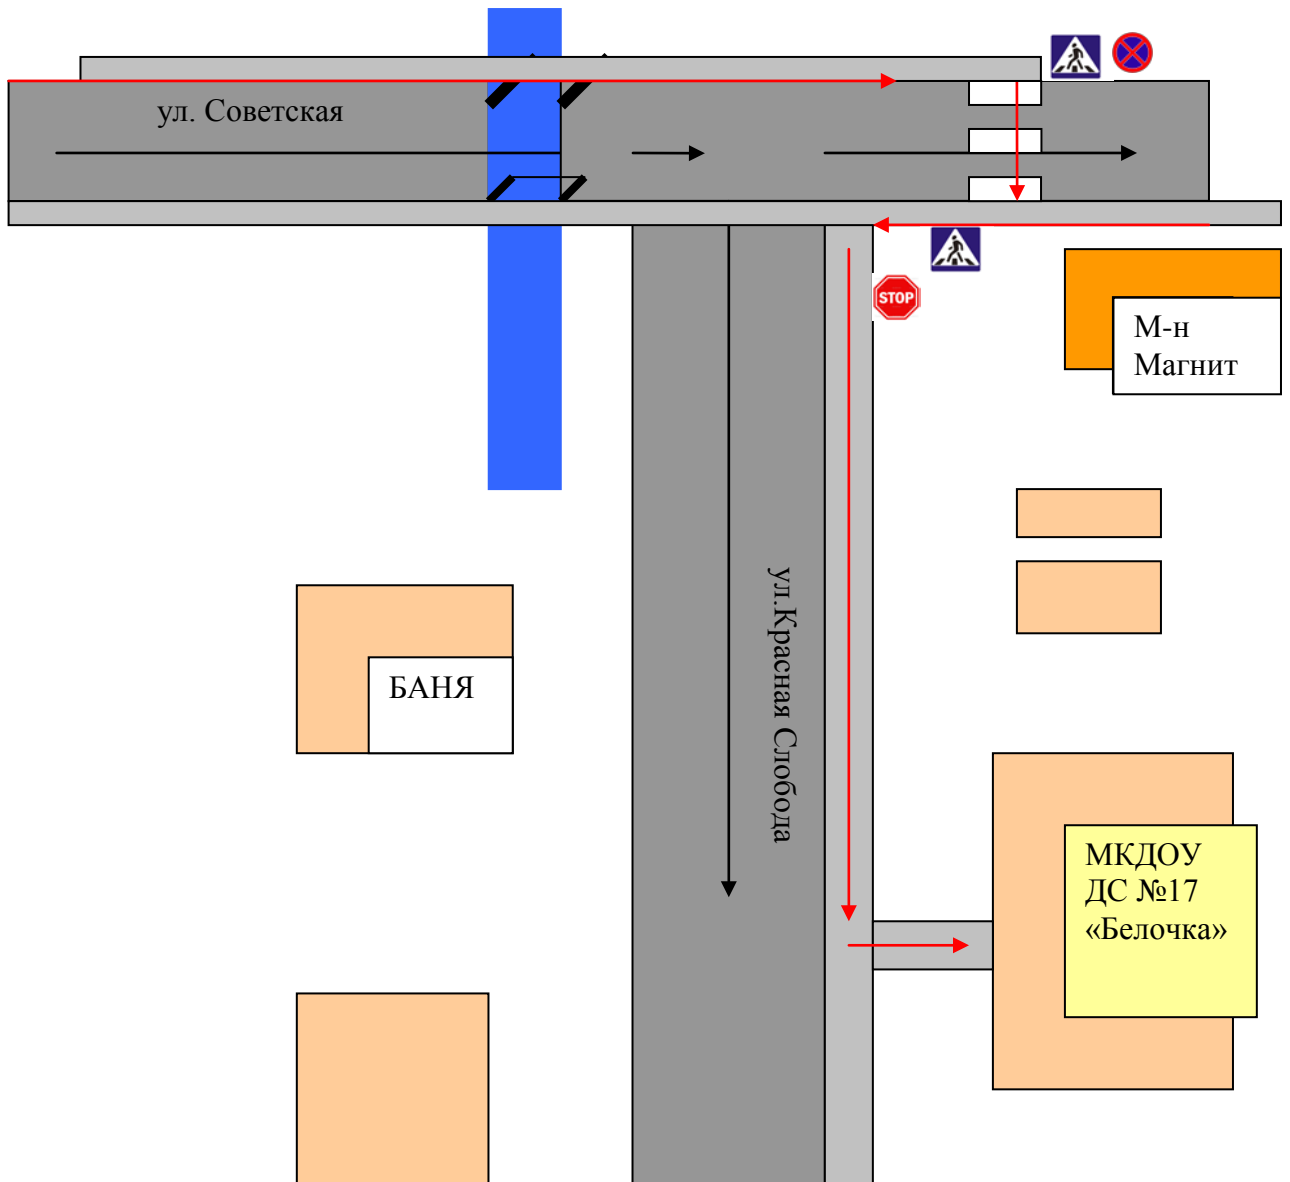 ул. Советская
STOP
М-н
Магнит
ул.Красная Слобода
БАНЯ
МКДОУ
ДС №17
«Белочка»